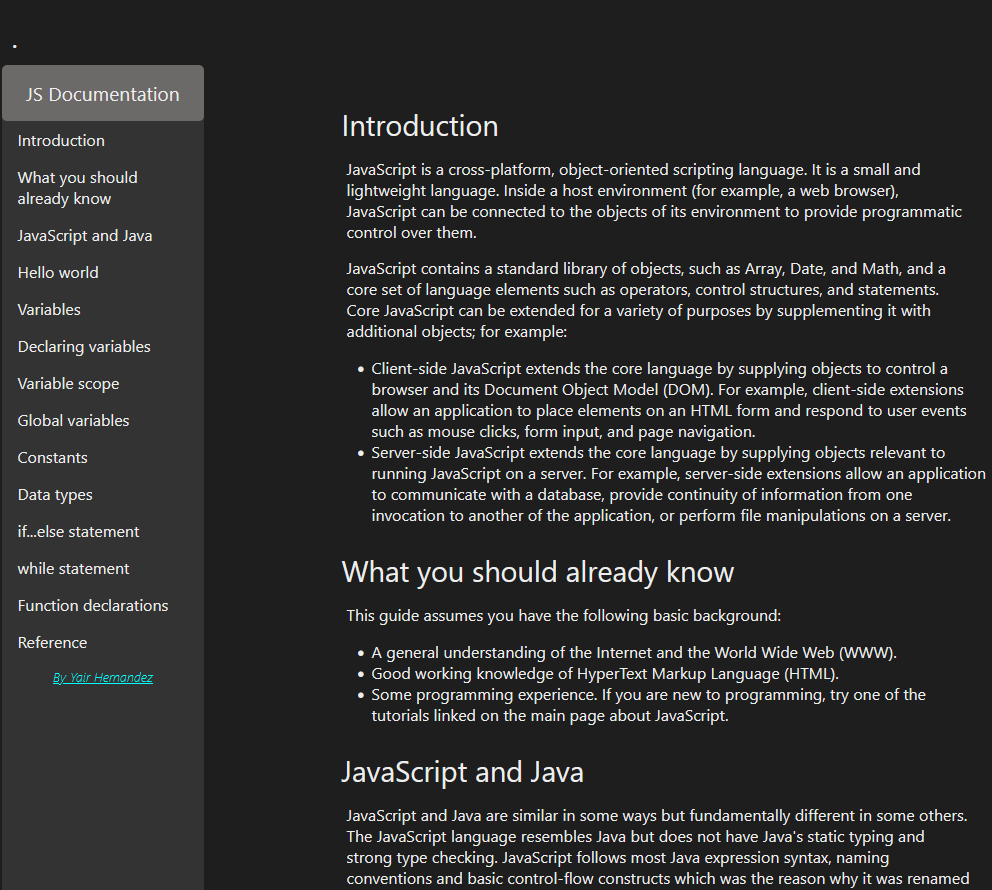 .
JS Documentation
Introduction
What you should
already know
JavaScript and Java
Hello world
Variables
Declaring variables
Variable scope
Global variables
Constants
Data types
if...else statement
while statement
Function declarations
Reference
By Yair Hernandez
Introduction
JavaScript is a cross-platform, object-oriented scripting language. It is a small and
lightweight language. Inside a host environment (for example, a web browser),
JavaScript can be connected to the objects of its environment to provide programmatic
control over them.
JavaScript contains a standard library of objects, such as Array, Date, and Math, and a
core set of language elements such as operators, control structures, and statements.
Core JavaScript can be extended for a variety of purposes by supplementing it with
additional objects; for example:
• Client-side JavaScript extends the core language by supplying objects to control a
browser and its Document Object Model (DOM). For example, client-side extensions
allow an application to place elements on an HTML form and respond to user events
such as mouse clicks, form input, and page navigation.
• Server-side JavaScript extends the core language by supplying objects relevant to
running JavaScript on a server. For example, server-side extensions allow an application
to communicate with a database, provide continuity of information from one
invocation to another of the application, or perform file manipulations on a server.
What you should already know
This guide assumes you have the following basic background:
• A general understanding of the Internet and the World Wide Web (WWW).
• Good working knowledge of HyperText Markup Language (HTML).
• Some programming experience. If you are new to programming, try one of the
tutorials linked on the main page about JavaScript.
JavaScript and Java
JavaScript and Java are similar in some ways but fundamentally different in some others.
The JavaScript language resembles Java but does not have Java's static typing and
strong type checking. JavaScript follows most Java expression syntax, naming
conventions and basic control-flow constructs which was the reason why it was renamed